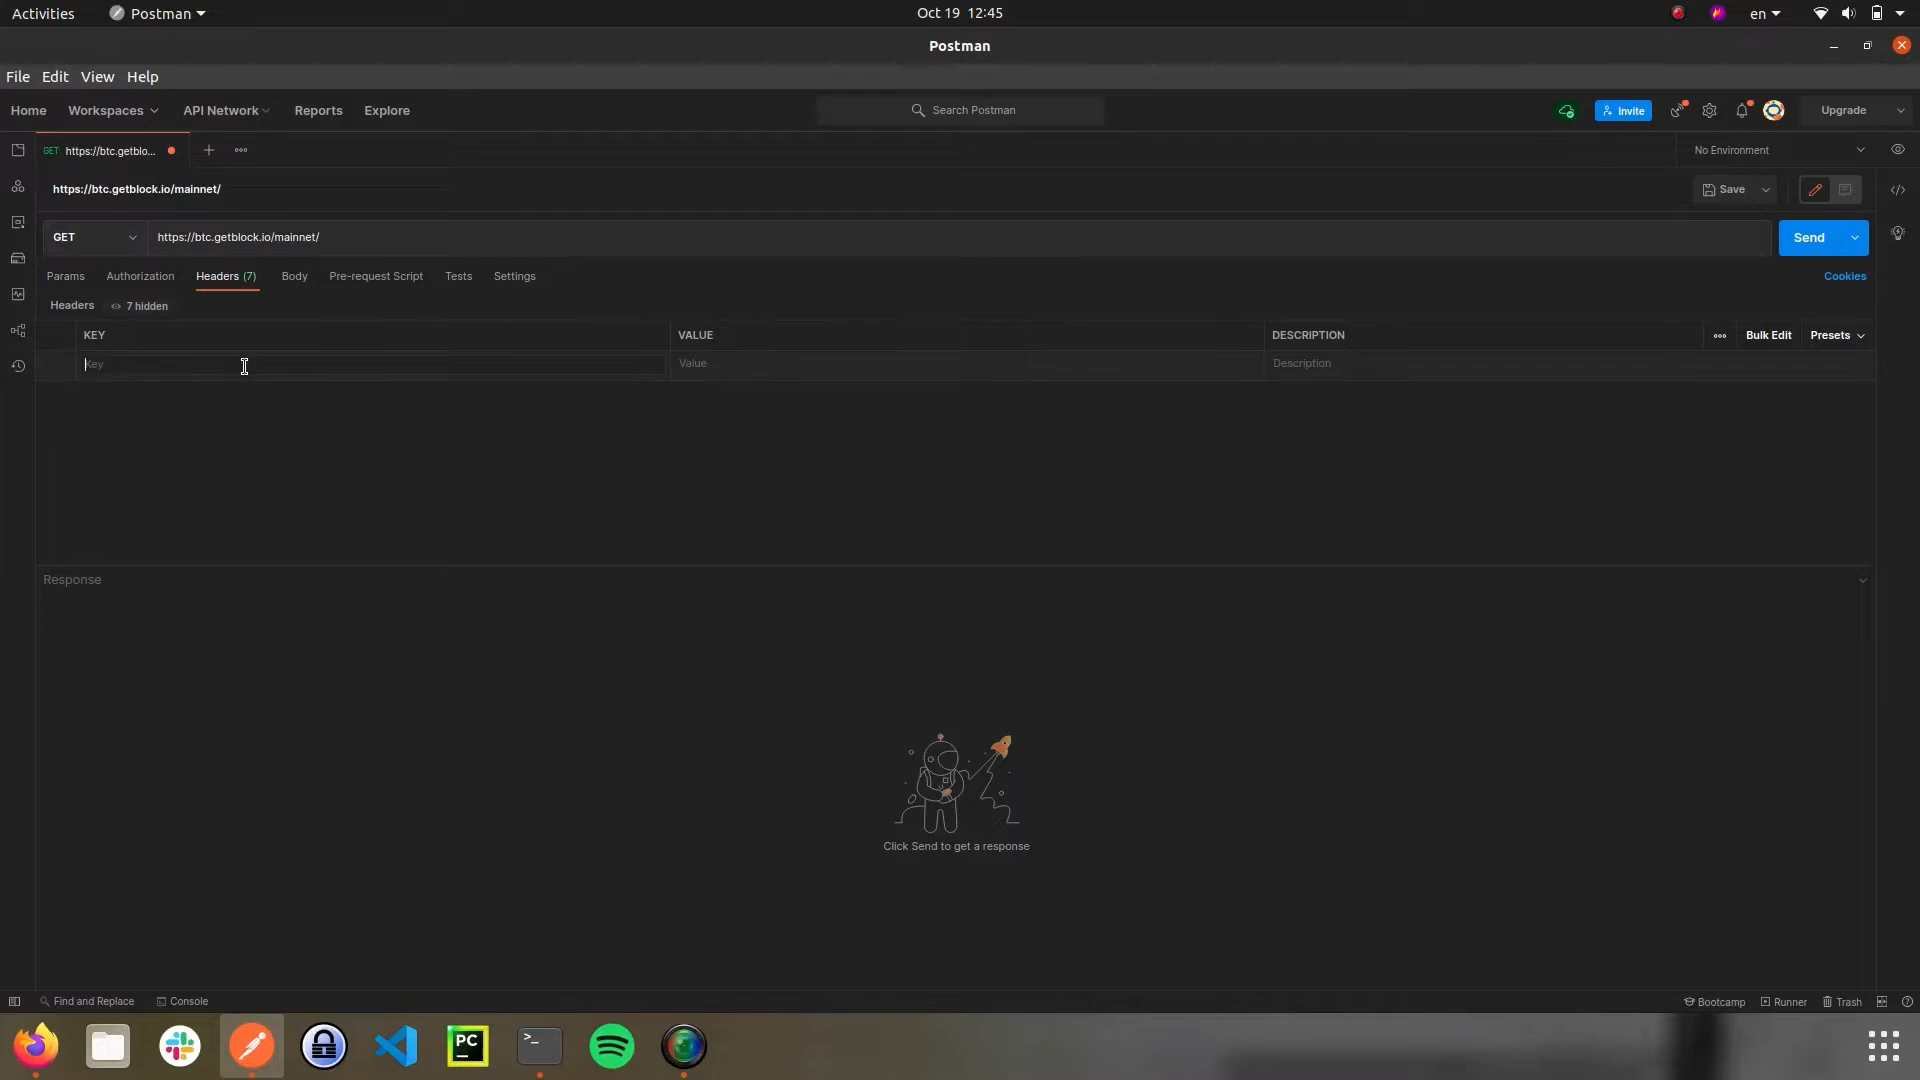 Activities Postman Oct 19 12:45 en
Postman
File Edit View Help
Home Workspaces API Network Reports Explore Search Postman Invite Upgrade
GET https://btc.getblo... No Environment
https://btc.getblock.io/mainnet/ Save
GET https://btc.getblock.io/mainnet/ Send
Params Authorization Headers (7) Body Pre-request Script Tests Settings Cookies
Headers 7 hidden
KEY VALUE DESCRIPTION Bulk Edit Presets
Key Value Description
Response
Click Send to get a response
Find and Replace Console Bootcamp Runner Trash
PC